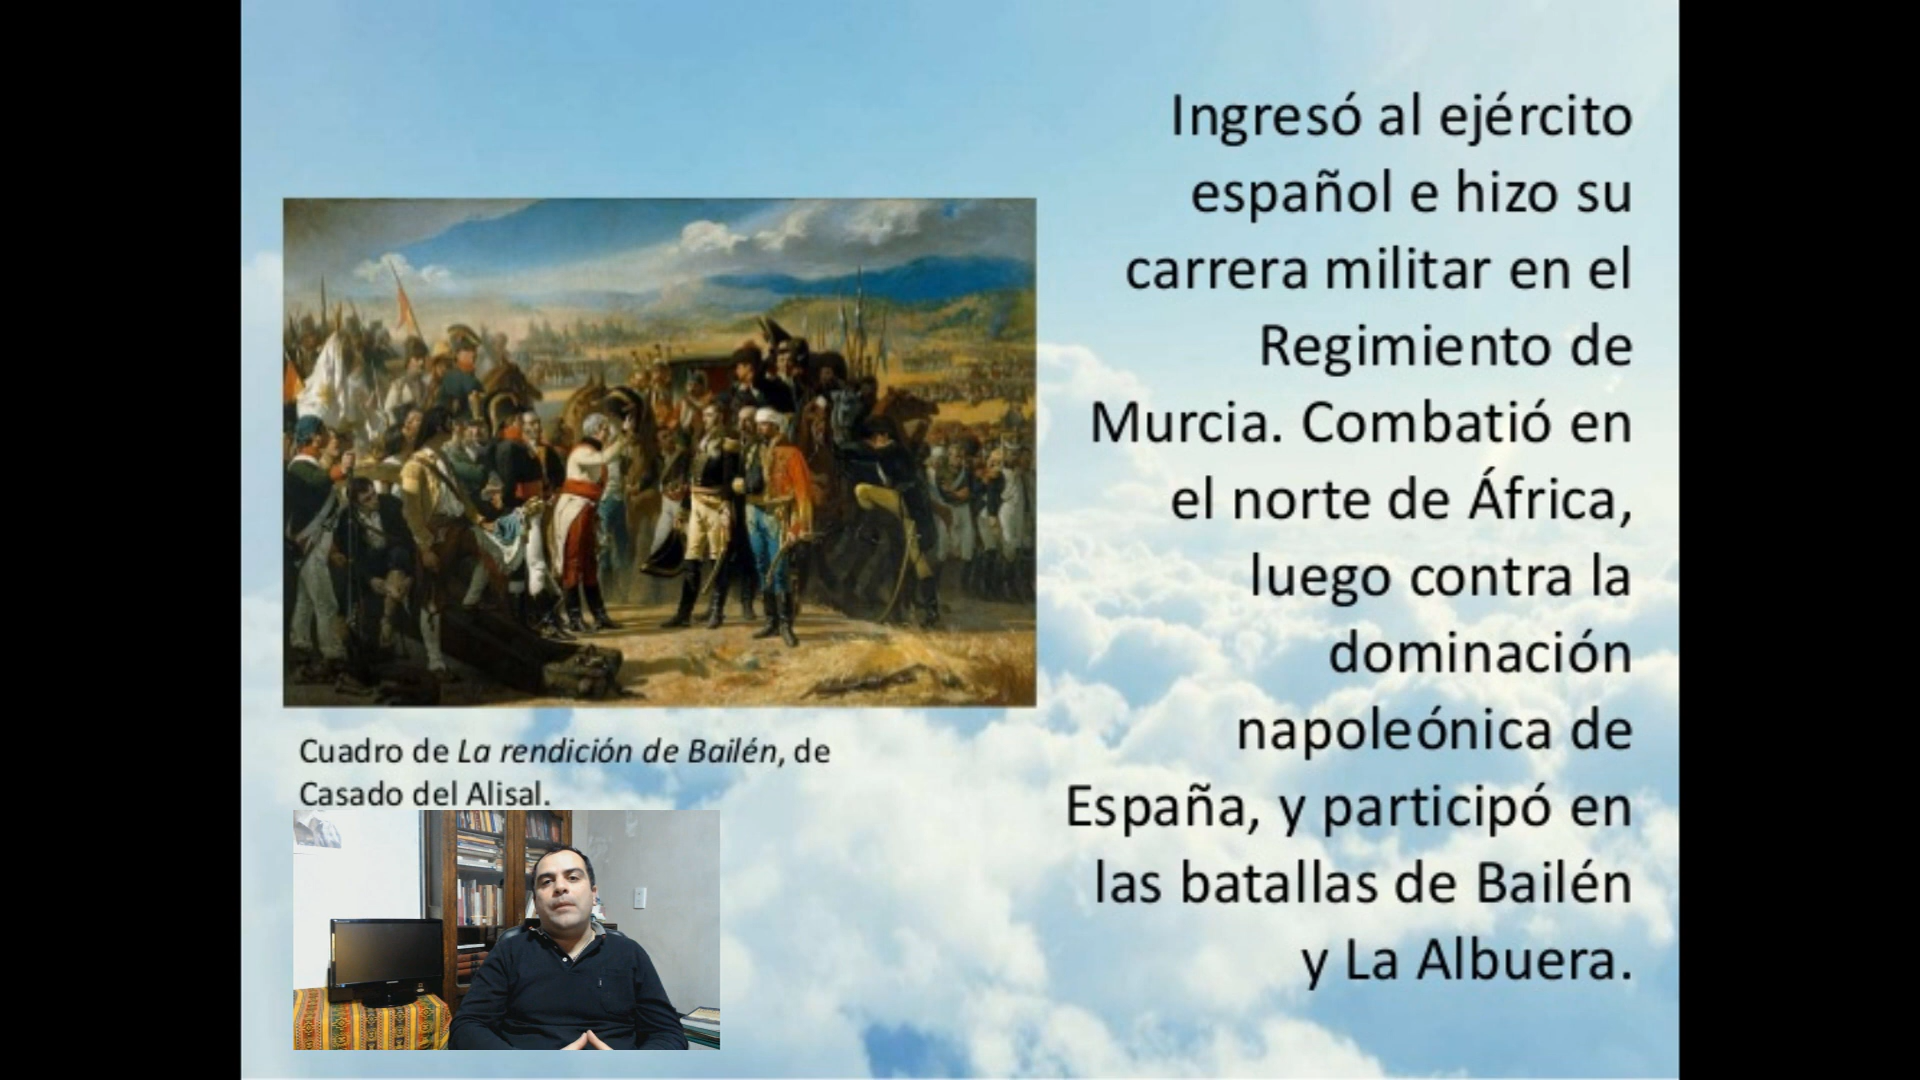 Ingresó al ejército
español e hizo su
carrera militar en el
Regimiento de
Murcia. Combatió en
el norte de África,
luego contra la
dominación
napoleónica de
España, y participó en
las batallas de Bailén
y La Albuera.
Cuadro de La rendición de Bailén, de
Casado del Alisal.